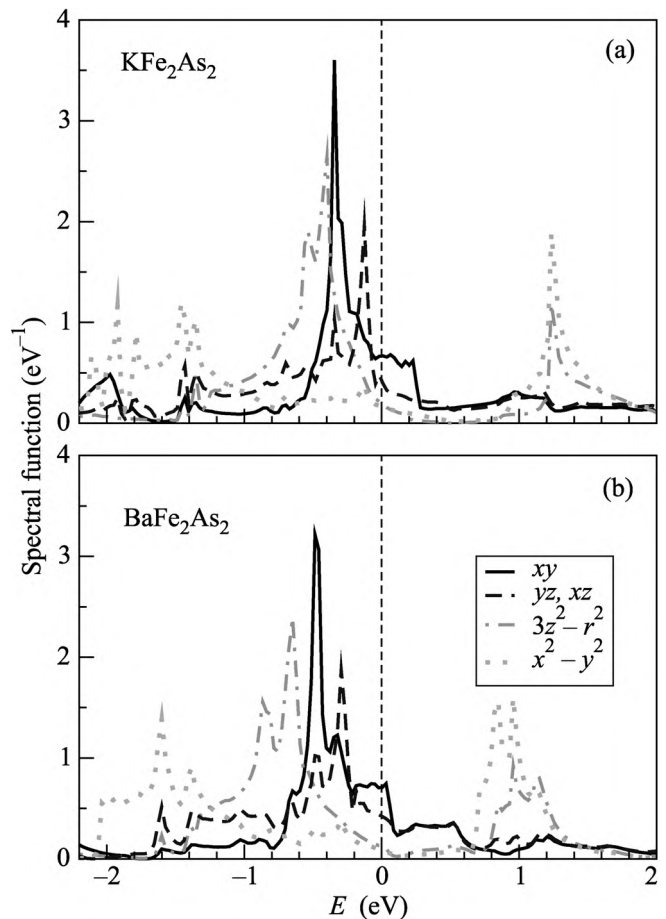 (a)
KFe₂As₂
4
3
2
1
0
Spectral function (eV⁻¹)
(b)
BaFe₂As₂
4
3
2
1
0
xy
yz, xz
3z² – r²
x² – y²
–2
–1
0
1
2
E (eV)